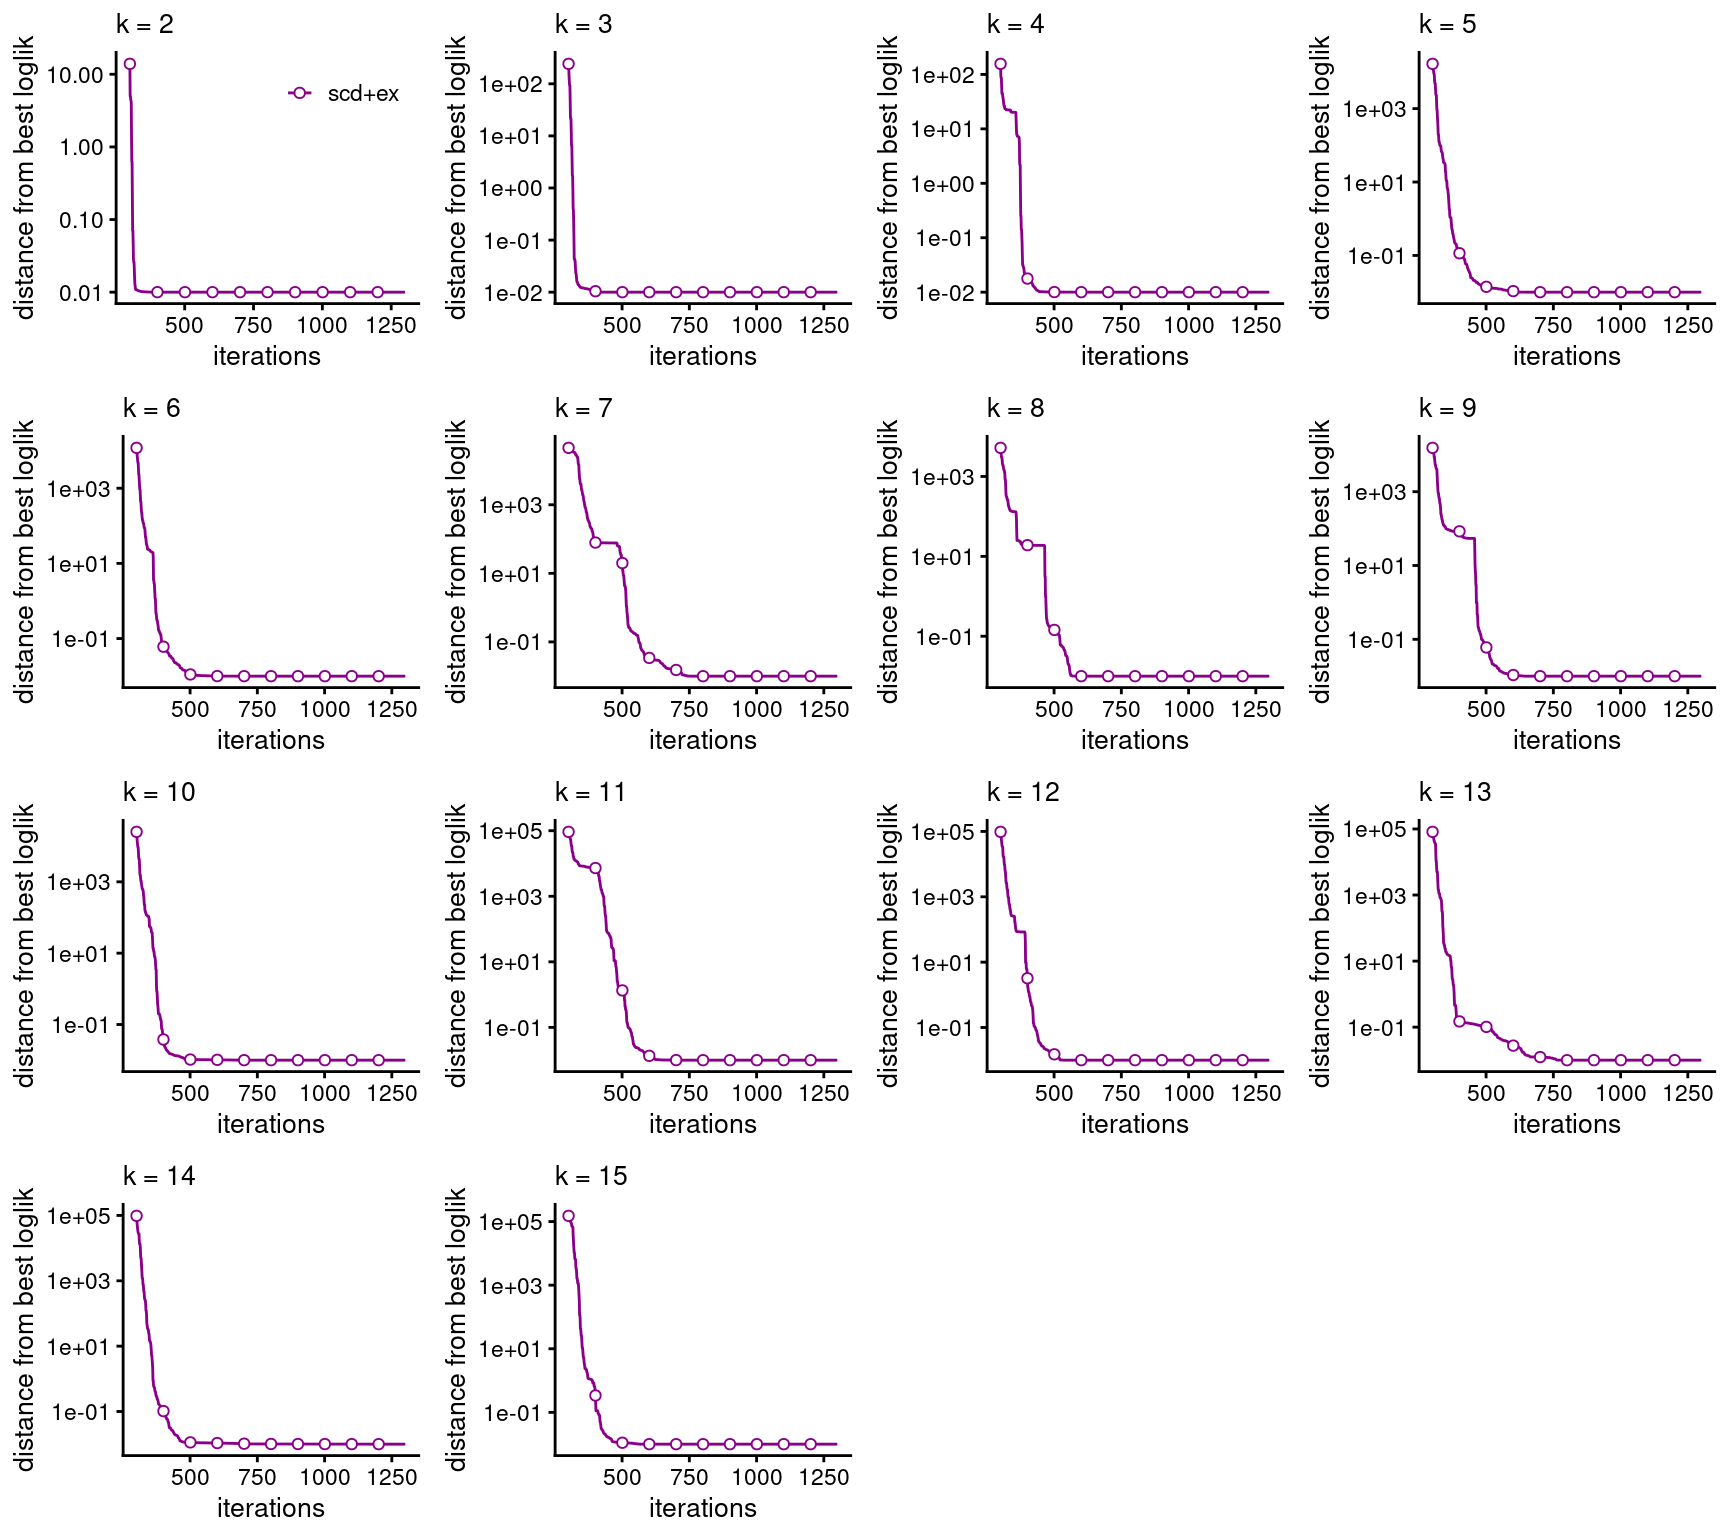 k = 2
distance from best loglik
10.00
1.00
0.10
0.01
scd+ex
500 750 1000 1250
iterations
k = 3
distance from best loglik
1e+02
1e+01
1e+00
1e-01
1e-02
500 750 1000 1250
iterations
k = 4
distance from best loglik
1e+02
1e+01
1e+00
1e-01
1e-02
500 750 1000 1250
iterations
k = 5
distance from best loglik
1e+03
1e+01
1e-01
500 750 1000 1250
iterations
k = 6
distance from best loglik
1e+03
1e+01
1e-01
500 750 1000 1250
iterations
k = 7
distance from best loglik
1e+03
1e+01
1e-01
500 750 1000 1250
iterations
k = 8
distance from best loglik
1e+03
1e+01
1e-01
500 750 1000 1250
iterations
k = 9
distance from best loglik
1e+03
1e+01
1e-01
500 750 1000 1250
iterations
k = 10
distance from best loglik
1e+03
1e+01
1e-01
500 750 1000 1250
iterations
k = 11
distance from best loglik
1e+05
1e+03
1e+01
1e-01
500 750 1000 1250
iterations
k = 12
distance from best loglik
1e+05
1e+03
1e+01
1e-01
500 750 1000 1250
iterations
k = 13
distance from best loglik
1e+05
1e+03
1e+01
1e-01
500 750 1000 1250
iterations
k = 14
distance from best loglik
1e+05
1e+03
1e+01
1e-01
500 750 1000 1250
iterations
k = 15
distance from best loglik
1e+05
1e+03
1e+01
1e-01
500 750 1000 1250
iterations